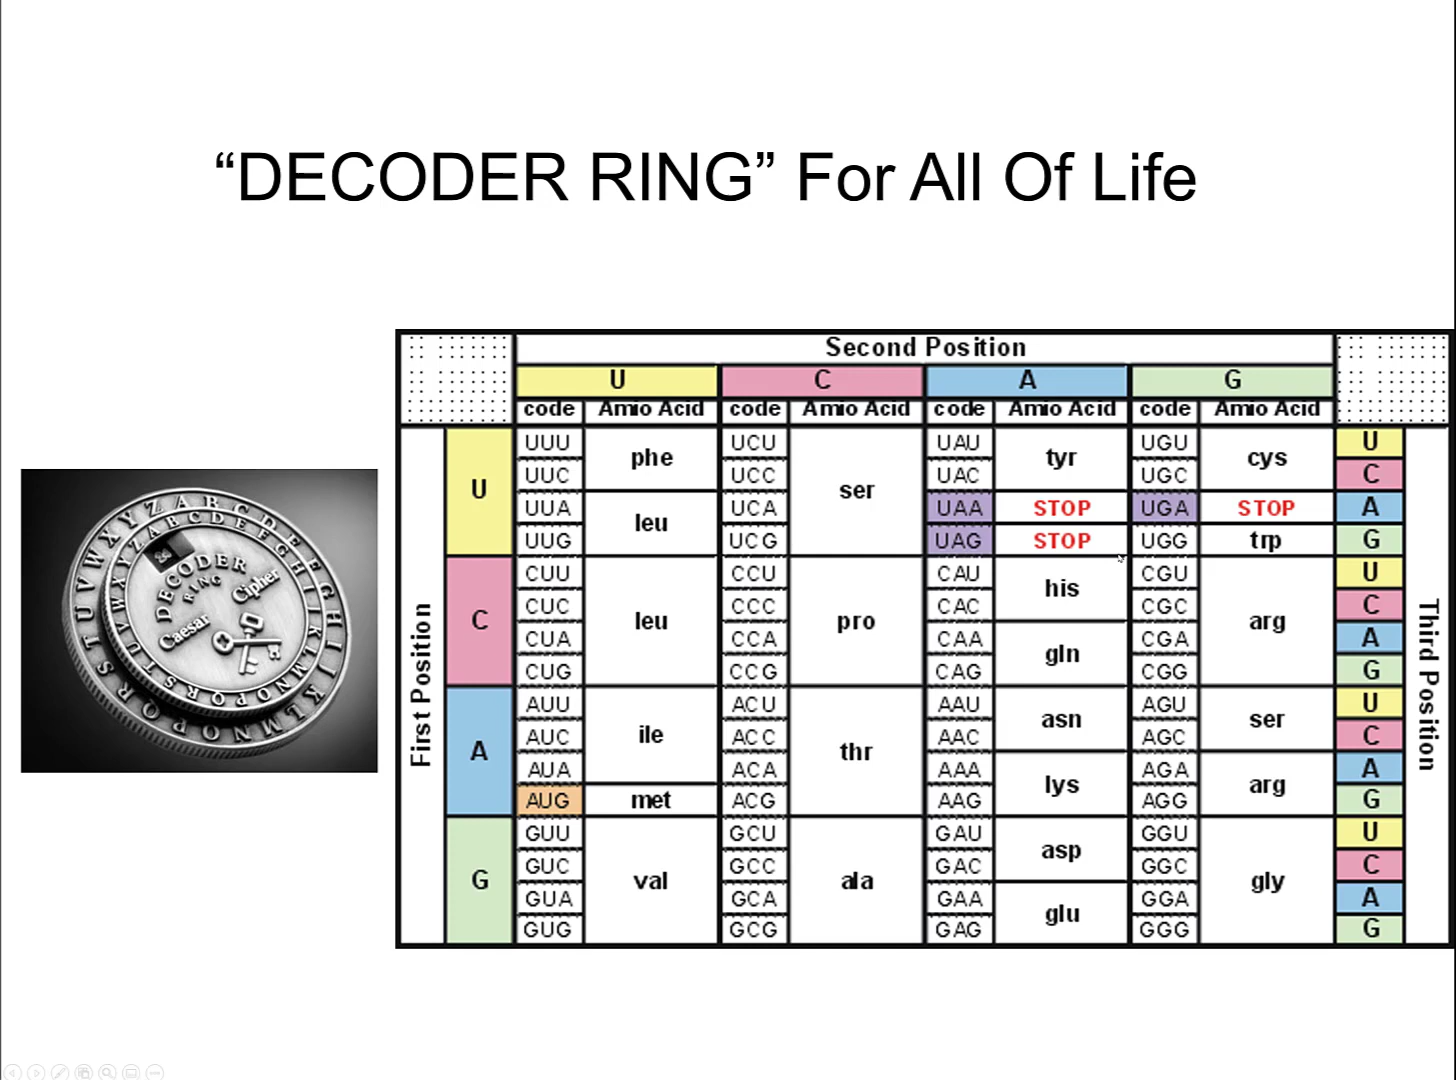 “DECODER RING” For All Of Life
Second Position
U C A G
code Amio Acid code Amio Acid code Amio Acid code Amio Acid
First Position
Third Position
U UUU phe UCU ser UAU tyr UGU cys U
UUC UCC UAC UGC C
UUA leu UCA UAA STOP UGA STOP A
UUG UCG UAG STOP UGG trp G
C CUU leu CCU pro CAU his CGU arg U
CUC CCC CAC CGC C
CUA CCA CAA gln CGA A
CUG CCG CAG CGG G
A AUU ile ACU thr AAU asn AGU ser U
AUC ACC AAC AGC C
AUA ACA AAA lys AGA arg A
AUG met ACG AAG AGG G
G GUU val GCU ala GAU asp GGU gly U
GUC GCC GAC GGC C
GUA GCA GAA glu GGA A
GUG GCG GAG GGG G
A B C D E F G H I J K L M N O P Q R S T U V W X Y Z
A B C D E F G H I J K L M N O P Q R S T U V W X Y Z
DECODER
RING
Caesar Cipher